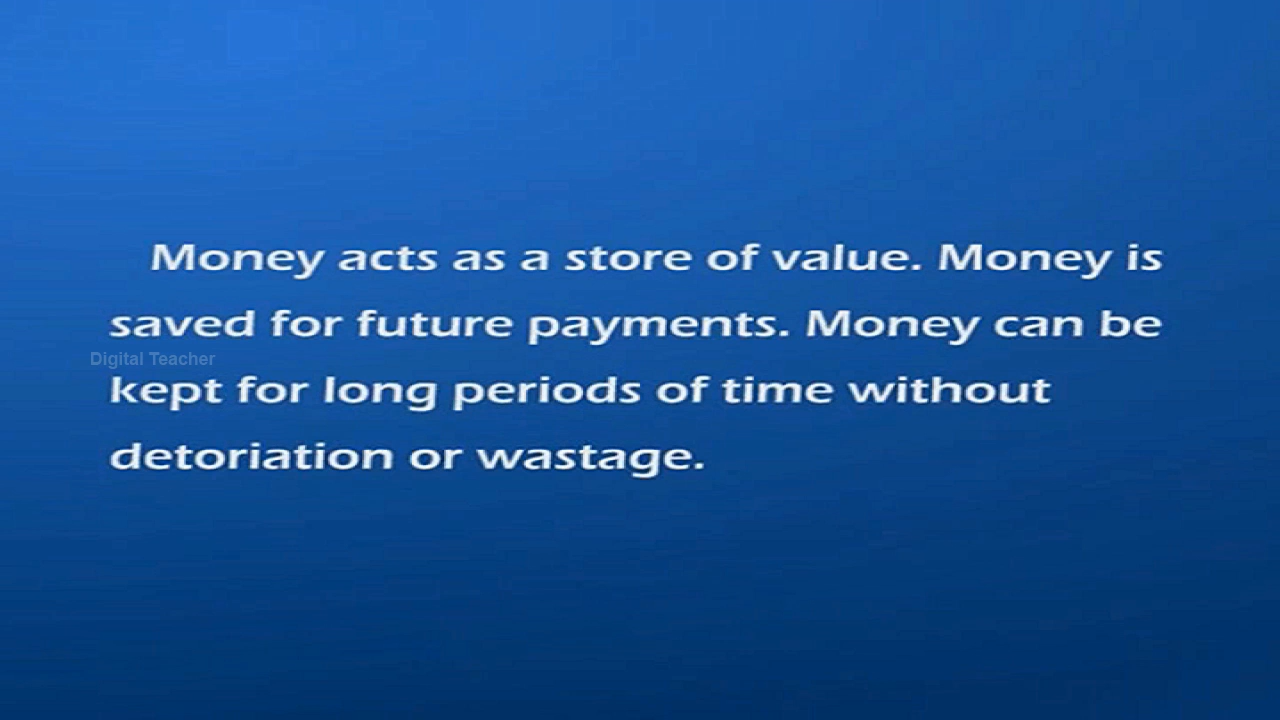 Money acts as a store of value. Money is
saved for future payments. Money can be
Digital Teacher
kept for long periods of time without
detoriation or wastage.